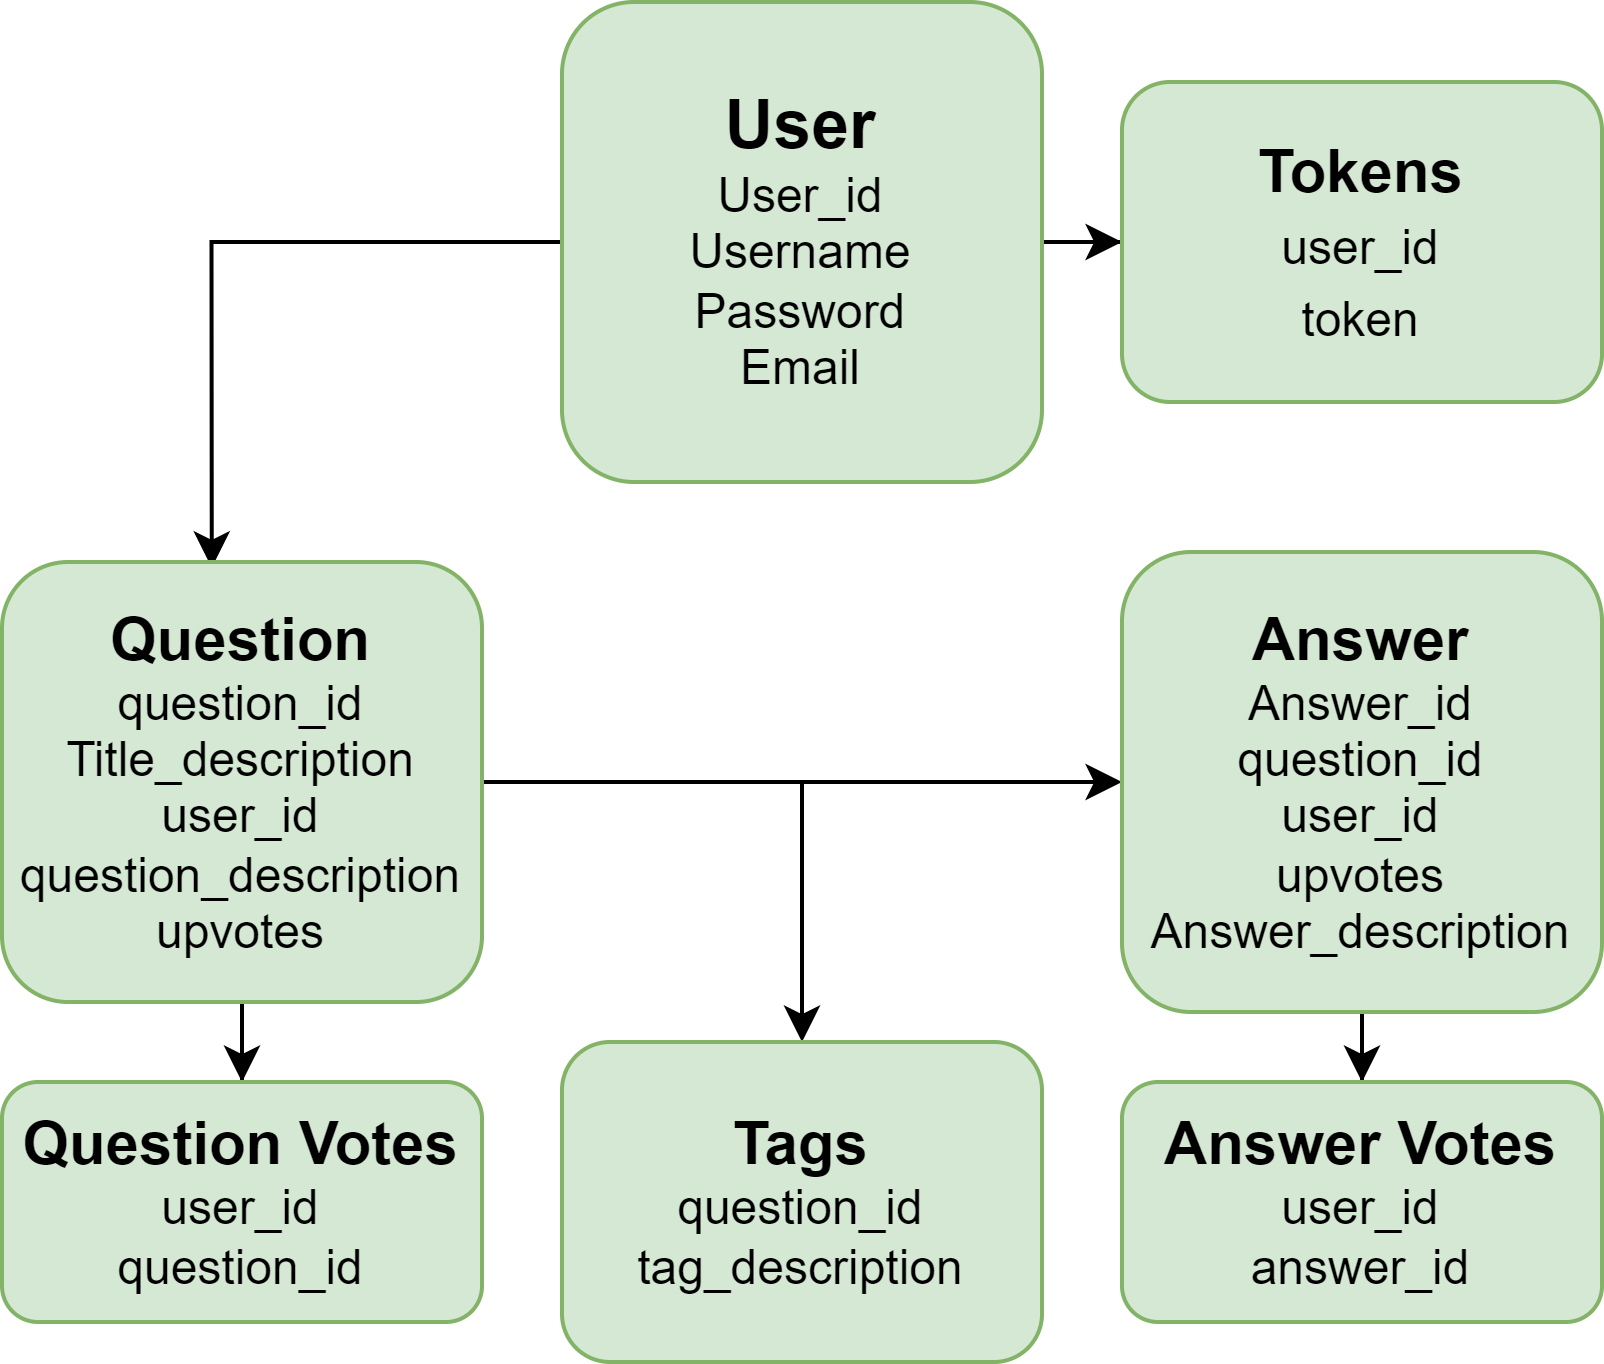 User
User_id
Username
Password
Email
Tokens
user_id
token
Question
question_id
Title_description
user_id
question_description
upvotes
Answer
Answer_id
question_id
user_id
upvotes
Answer_description
Question Votes
user_id
question_id
Tags
question_id
tag_description
Answer Votes
user_id
answer_id